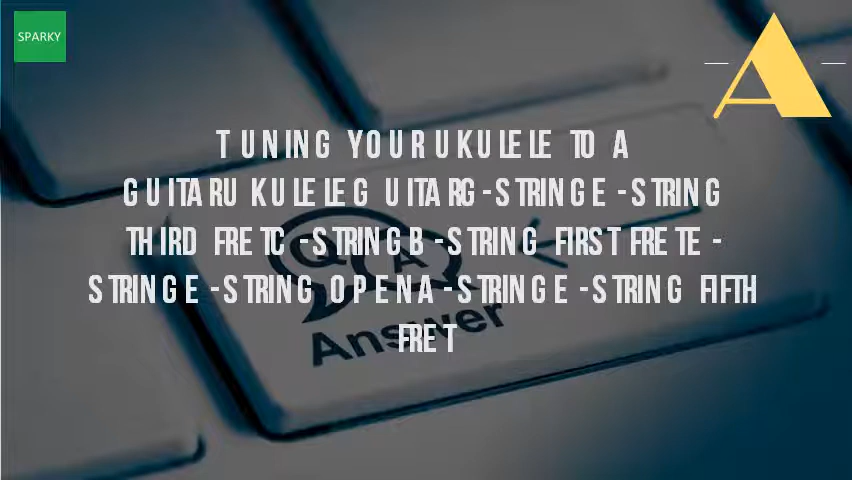 SPARKY
A
TUNING YOUR UKULELE TO A
GUITARUKULELEGUITARG-STRINGE-STRING
THIRD FRETC-STRINGB-STRING FIRST FRETE-
STRINGE-STRING OPENA-STRINGE-STRING FIFTH
FRET
Q A
Answer